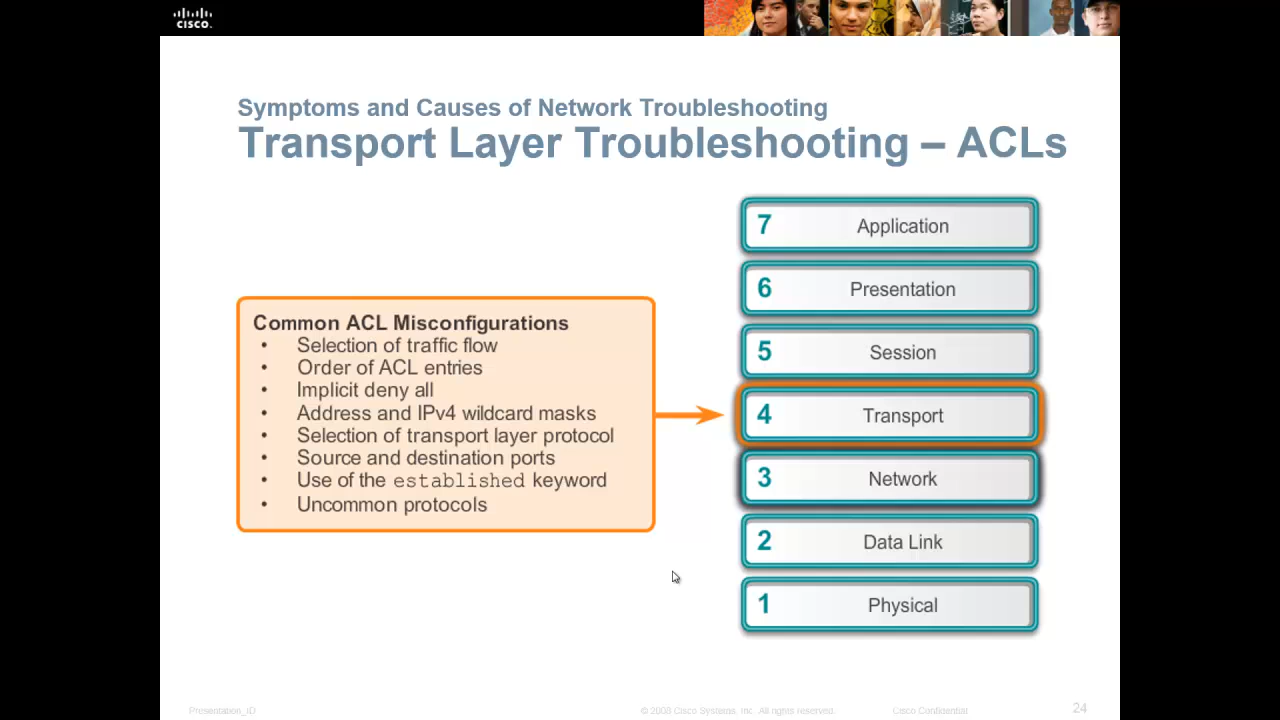 CISCO.
Symptoms and Causes of Network Troubleshooting
Transport Layer Troubleshooting – ACLs
Common ACL Misconfigurations
• Selection of traffic flow
• Order of ACL entries
• Implicit deny all
• Address and IPv4 wildcard masks
• Selection of transport layer protocol
• Source and destination ports
• Use of the established keyword
• Uncommon protocols
7 Application
6 Presentation
5 Session
4 Transport
3 Network
2 Data Link
1 Physical
Presentation_ID
© 2008 Cisco Systems, Inc. All rights reserved.
Cisco Confidential
24